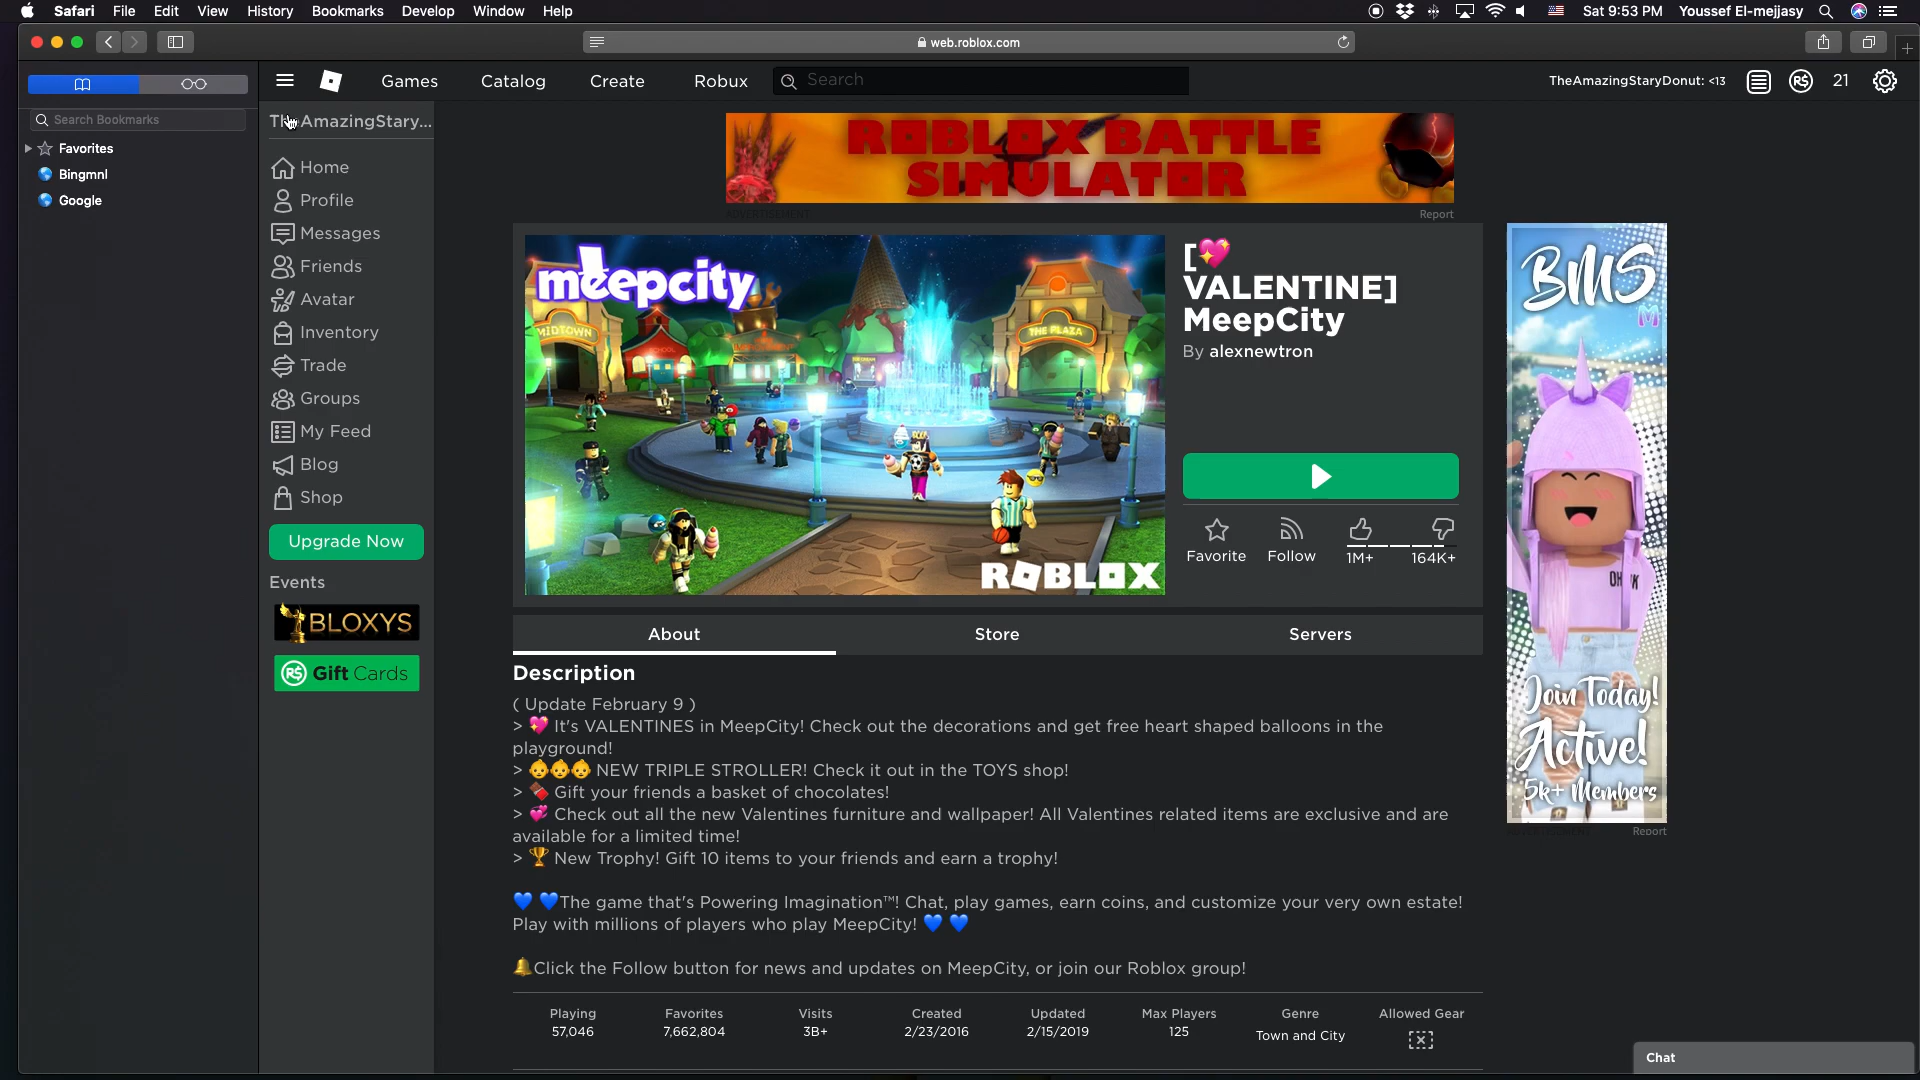 Safari File Edit View History Bookmarks Develop Window Help
Sat 9:53 PM Youssef El-mejjasy
web.roblox.com
Games Catalog Create Robux Search
TheAmazingStaryDonut: <13 21
Search Bookmarks
Favorites
Bingmnl
Google
TheAmazingStary...
Home
Profile
Messages
Friends
Avatar
Inventory
Trade
Groups
My Feed
Blog
Shop
Upgrade Now
Events
BLOXYS
Gift Cards
ROBLOX BATTLE
SIMULATOR
ADVERTISEMENT
Report
meepcity
MIDTOWN
SCHOOL
THE PLAZA
ROBLOX
[💖
VALENTINE]
MeepCity
By alexnewtron
Favorite Follow 1M+ 164K+
About Store Servers
Description
( Update February 9 )
> 💖 It's VALENTINES in MeepCity! Check out the decorations and get free heart shaped balloons in the
playground!
> 👶👶👶 NEW TRIPLE STROLLER! Check it out in the TOYS shop!
> 🍫 Gift your friends a basket of chocolates!
> 💞 Check out all the new Valentines furniture and wallpaper! All Valentines related items are exclusive and are
available for a limited time!
> 🏆 New Trophy! Gift 10 items to your friends and earn a trophy!
💙 💙The game that's Powering Imagination™! Chat, play games, earn coins, and customize your very own estate!
Play with millions of players who play MeepCity! 💙 💙
🔔Click the Follow button for news and updates on MeepCity, or join our Roblox group!
Playing Favorites Visits Created Updated Max Players Genre Allowed Gear
57,046 7,662,804 3B+ 2/23/2016 2/15/2019 125 Town and City
BMS
M
Join Today!
Active!
5k+ Members
ADVERTISEMENT
Report
Chat